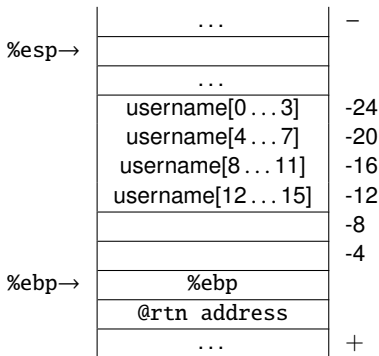 ... −
%esp→
...
username[0...3] -24
username[4...7] -20
username[8...11] -16
username[12...15] -12
-8
-4
%ebp→ %ebp
@rtn address
... +